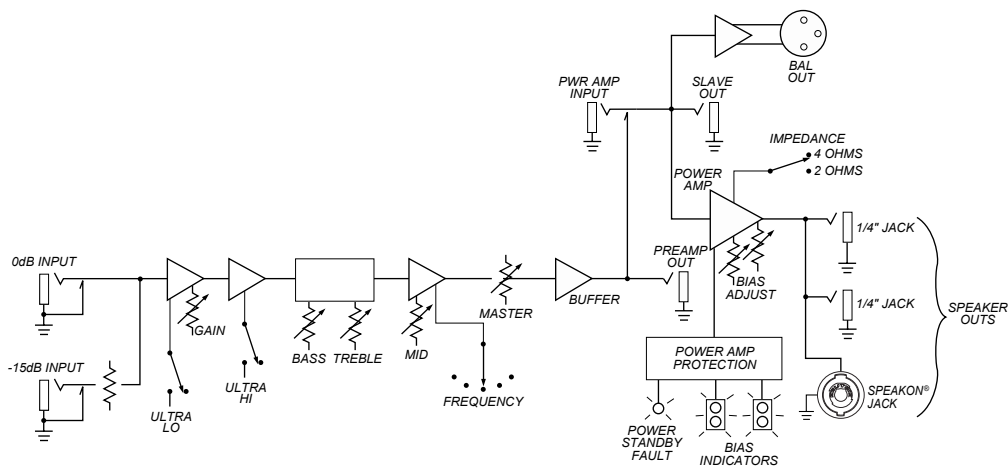 BAL
OUT
PWR AMP
INPUT
SLAVE
OUT
IMPEDANCE
4 OHMS
2 OHMS
POWER
AMP
1/4" JACK
0dB INPUT
PREAMP
OUT
BIAS
ADJUST
BUFFER
MASTER
GAIN
1/4" JACK
SPEAKER
OUTS
BASS
TREBLE
MID
-15dB INPUT
ULTRA
HI
ULTRA
LO
FREQUENCY
POWER AMP
PROTECTION
SPEAKON®
JACK
POWER
STANDBY
FAULT
BIAS
INDICATORS